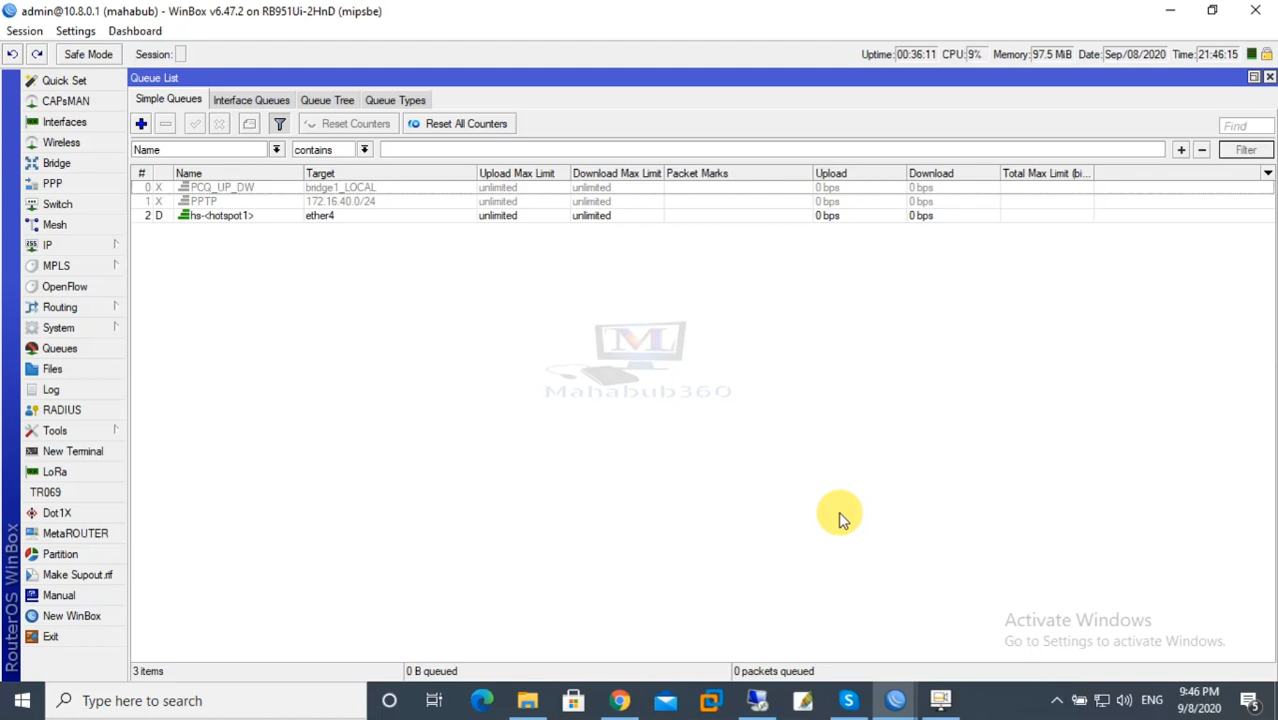 admin@10.8.0.1 (mahabub) - WinBox v6.47.2 on RB951Ui-2HnD (mipsbe)
Session Settings Dashboard
Safe Mode Session: Uptime: 00:36:11 CPU: 9% Memory: 97.5 MiB Date: Sep/08/2020 Time: 21:46:15
Queue List
Simple Queues Interface Queues Queue Tree Queue Types
Reset Counters Reset All Counters Find
Name contains Filter
# Name Target Upload Max Limit Download Max Limit Packet Marks Upload Download Total Max Limit (bi...
0 X PCQ_UP_DW bridge1_LOCAL unlimited unlimited 0 bps 0 bps
1 X PPTP 172.16.40.0/24 unlimited unlimited 0 bps 0 bps
2 D hs-<hotspot1> ether4 unlimited unlimited 0 bps 0 bps
Quick Set
CAPsMAN
Interfaces
Wireless
Bridge
PPP
Switch
Mesh
IP
MPLS
OpenFlow
Routing
System
Queues
Files
Log
RADIUS
Tools
New Terminal
LoRa
TR069
Dot1X
MetaROUTER
Partition
Make Supout.rif
Manual
New WinBox
Exit
RouterOS WinBox
M
Mahabub360
Activate Windows
Go to Settings to activate Windows.
3 items 0 B queued 0 packets queued
Type here to search
ENG
9:46 PM
9/8/2020
5